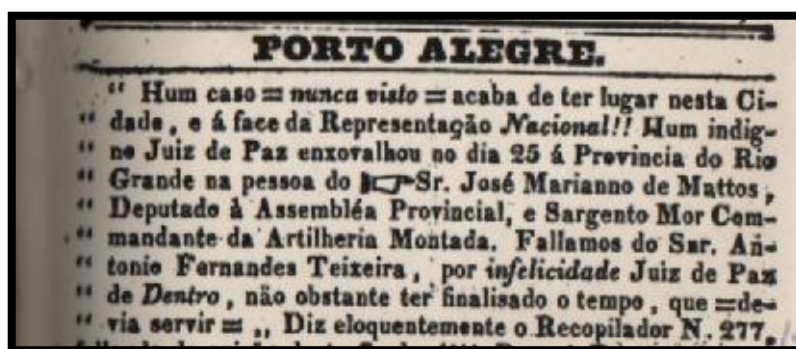 PORTO ALEGRE.
" Hum caso = nunca visto = acaba de ter lugar nesta Ci-
" dade, e á face da Representação Nacional!! Hum indig-
" no Juiz de Paz enxovalhou no dia 25 á Provincia do Rio
" Grande na pessoa do ☞Sr. José Marianno de Mattos,
" Deputado à Assembléa Provincial, e Sargento Mor Com-
" mandante da Artilheria Montada. Fallamos do Snr. An-
" tonio Fernandes Teixeira, por infelicidade Juiz de Paz
" de Dentro, não obstante ter finalisado o tempo, que =de-
" via servir = ,, Diz eloquentemente o Recopilador N. 277,